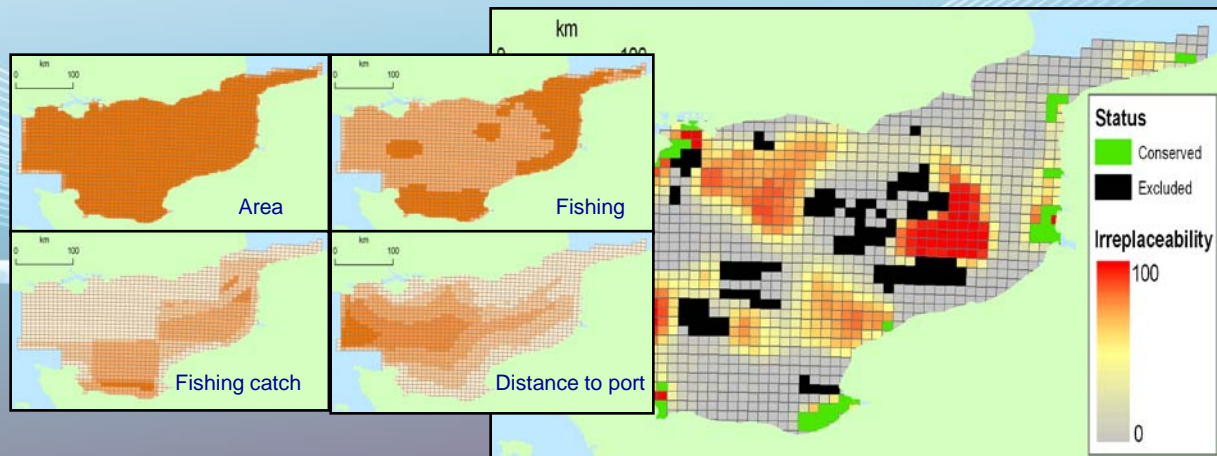 km
0
100
km
0 100
Area
km
0 100
Fishing
km
0 100
Fishing catch
km
0 100
Distance to port
Status
Conserved
Excluded
Irreplaceability
100
0